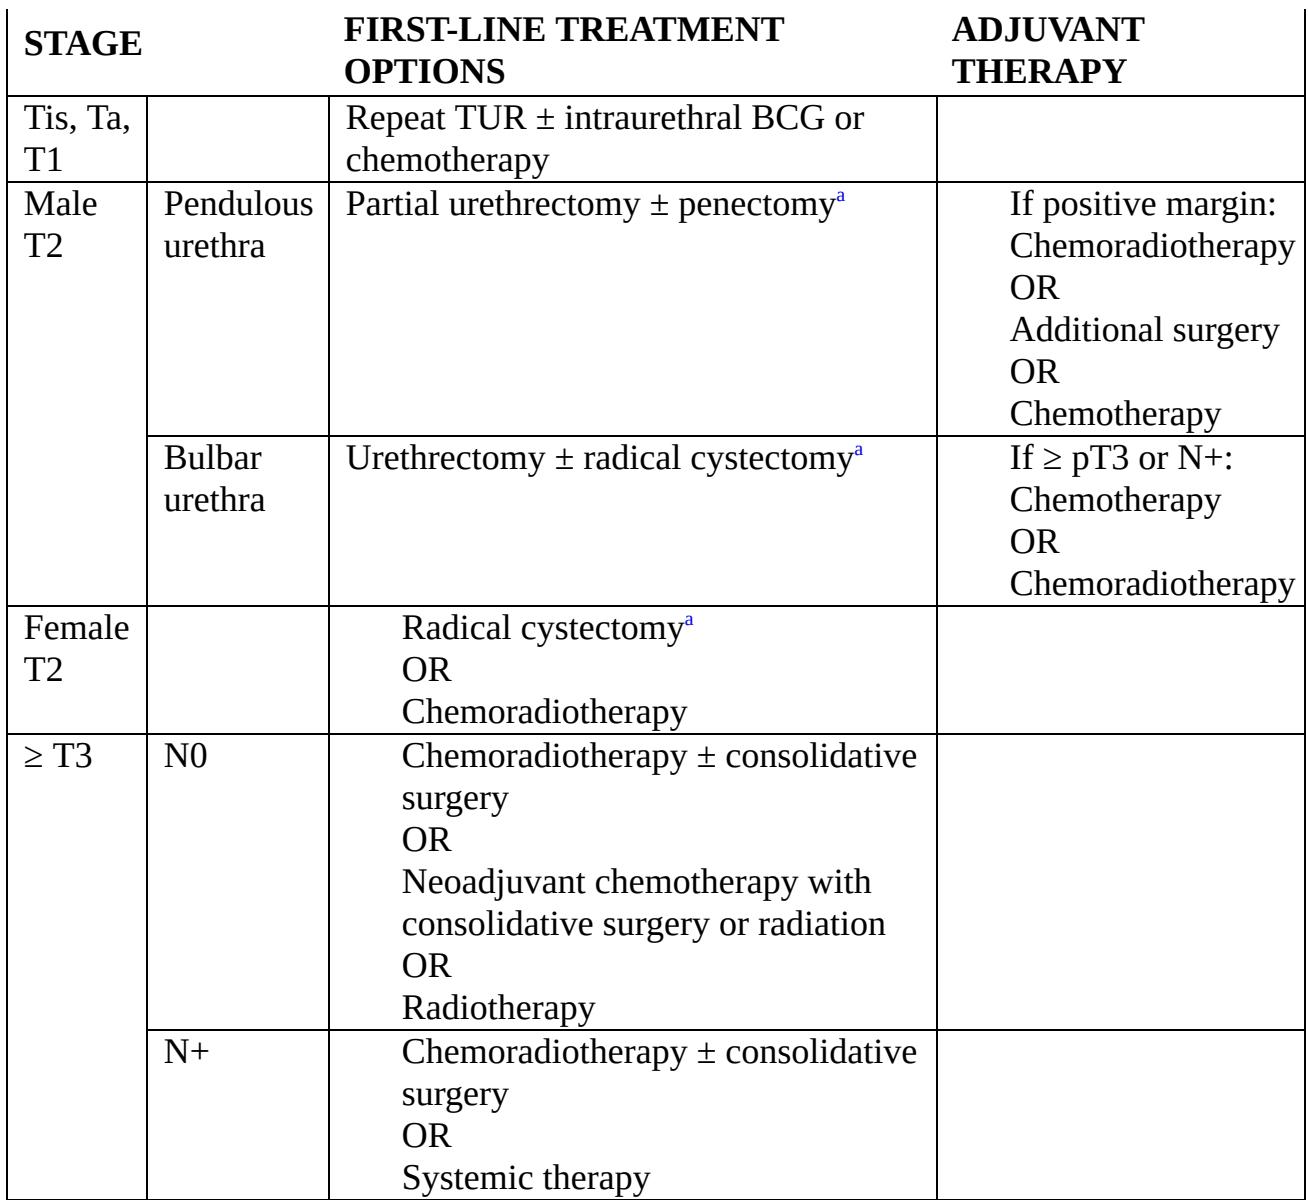 STAGE
FIRST-LINE TREATMENT
OPTIONS
ADJUVANT
THERAPY
Tis, Ta,
T1
Repeat TUR ± intraurethral BCG or
chemotherapy
Male
T2
Pendulous
urethra
Partial urethrectomy ± penectomyᵃ
If positive margin:
Chemoradiotherapy
OR
Additional surgery
OR
Chemotherapy
Bulbar
urethra
Urethrectomy ± radical cystectomyᵃ
If ≥ pT3 or N+:
Chemotherapy
OR
Chemoradiotherapy
Female
T2
Radical cystectomyᵃ
OR
Chemoradiotherapy
≥ T3
N0
Chemoradiotherapy ± consolidative
surgery
OR
Neoadjuvant chemotherapy with
consolidative surgery or radiation
OR
Radiotherapy
N+
Chemoradiotherapy ± consolidative
surgery
OR
Systemic therapy